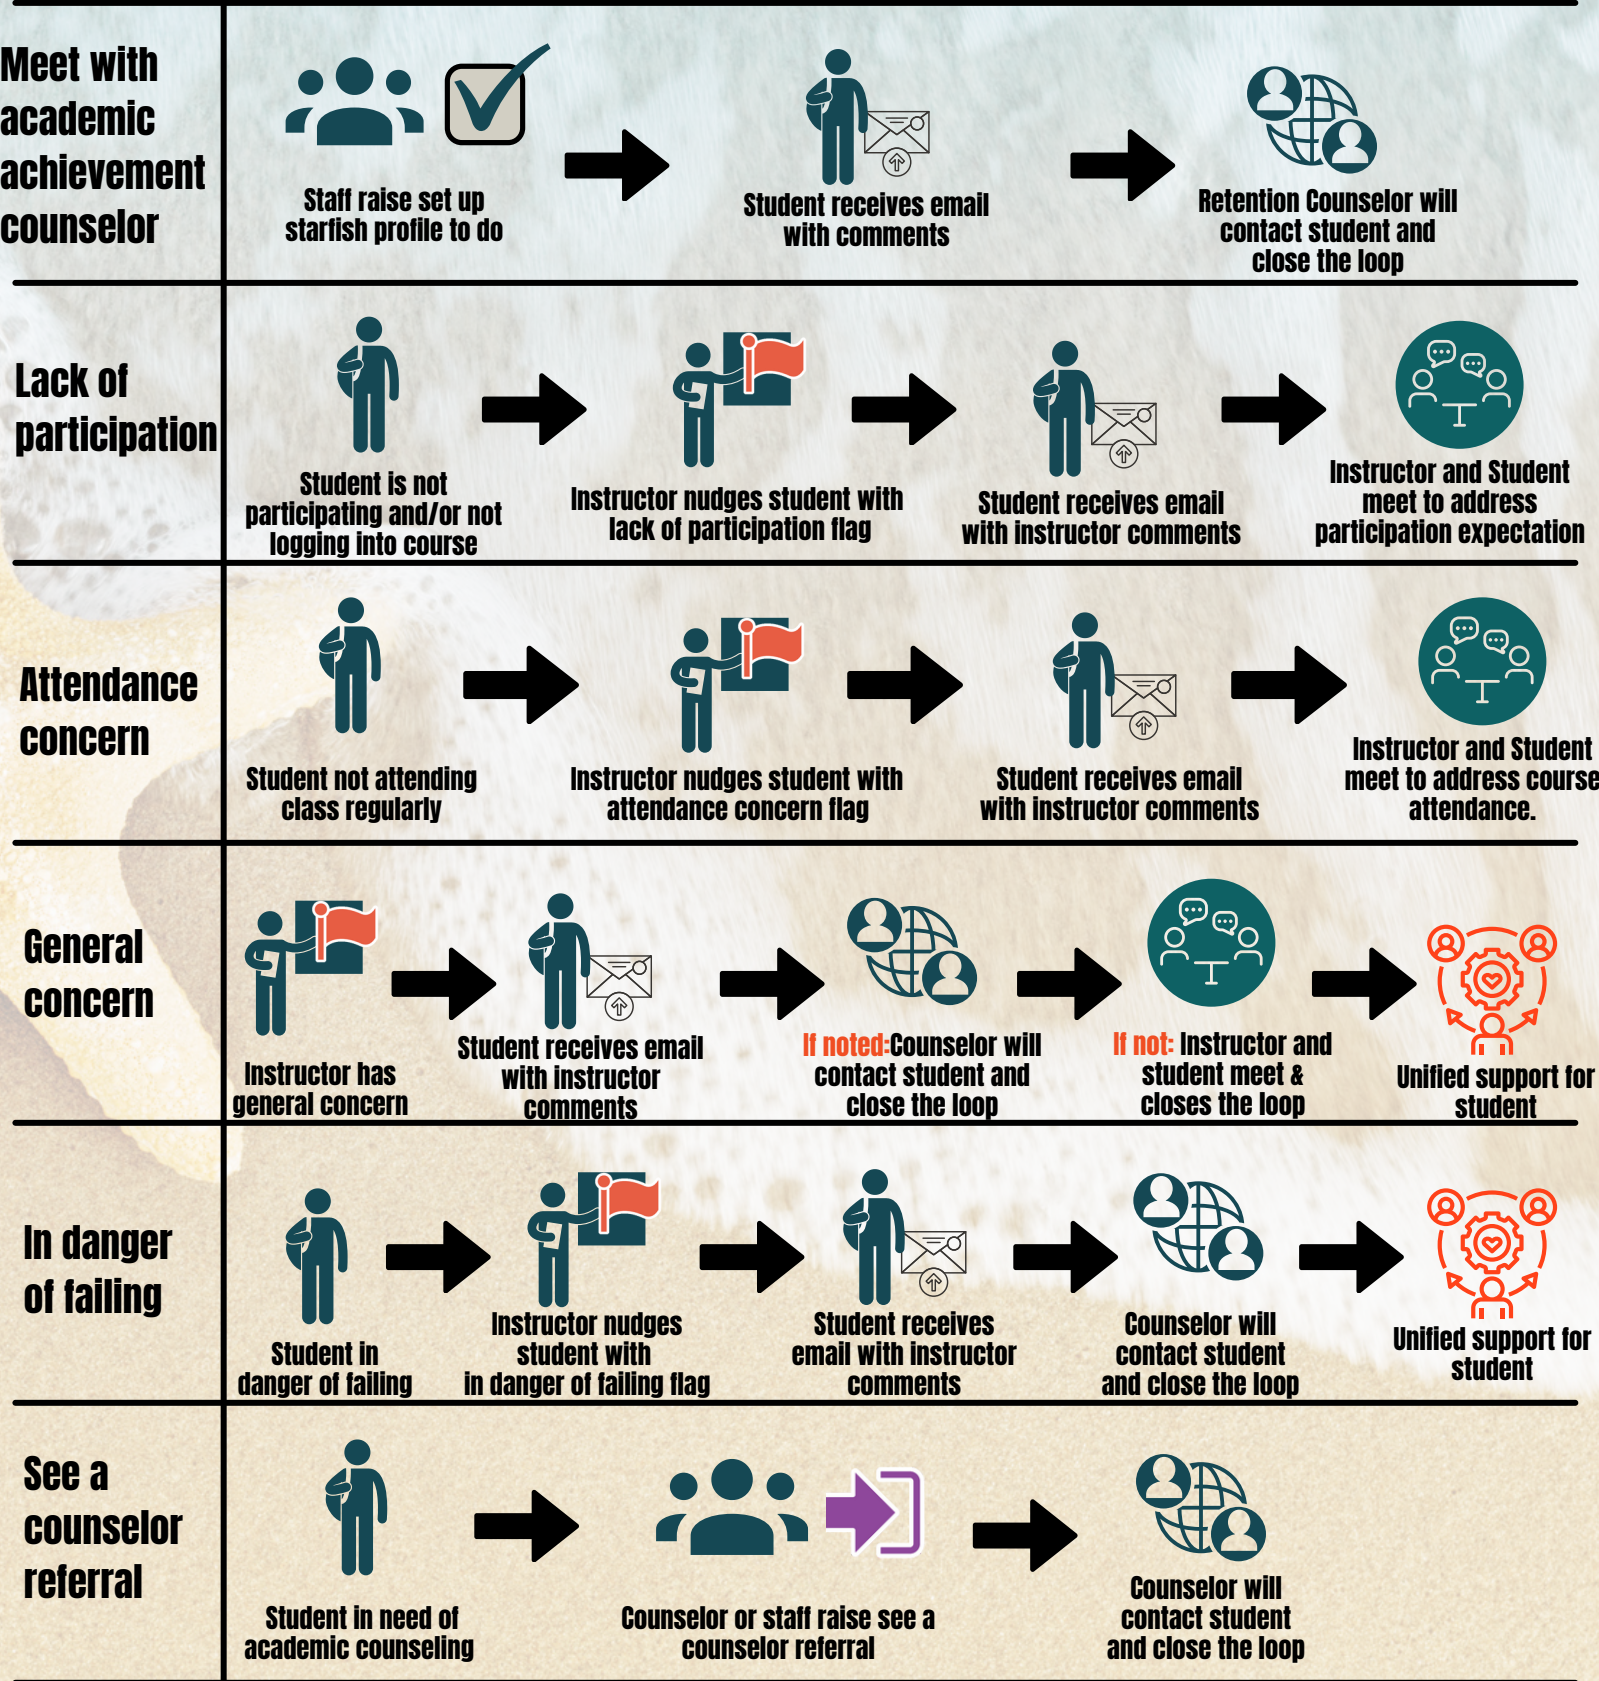 Meet with
academic
achievement
counselor
Staff raise set up
starfish profile to do
Student receives email
with comments
Retention Counselor will
contact student and
close the loop
Lack of
participation
Student is not
participating and/or not
logging into course
Instructor nudges student with
lack of participation flag
Student receives email
with instructor comments
Instructor and Student
meet to address
participation expectation
Attendance
concern
Student not attending
class regularly
Instructor nudges student with
attendance concern flag
Student receives email
with instructor comments
Instructor and Student
meet to address course
attendance.
General
concern
Instructor has
general concern
Student receives email
with instructor
comments
If noted:Counselor will
contact student and
close the loop
If not: Instructor and
student meet &
closes the loop
Unified support for
student
In danger
of failing
Student in
danger of failing
Instructor nudges
student with
in danger of failing flag
Student receives
email with instructor
comments
Counselor will
contact student
and close the loop
Unified support for
student
See a
counselor
referral
Student in need of
academic counseling
Counselor or staff raise see a
counselor referral
Counselor will
contact student
and close the loop